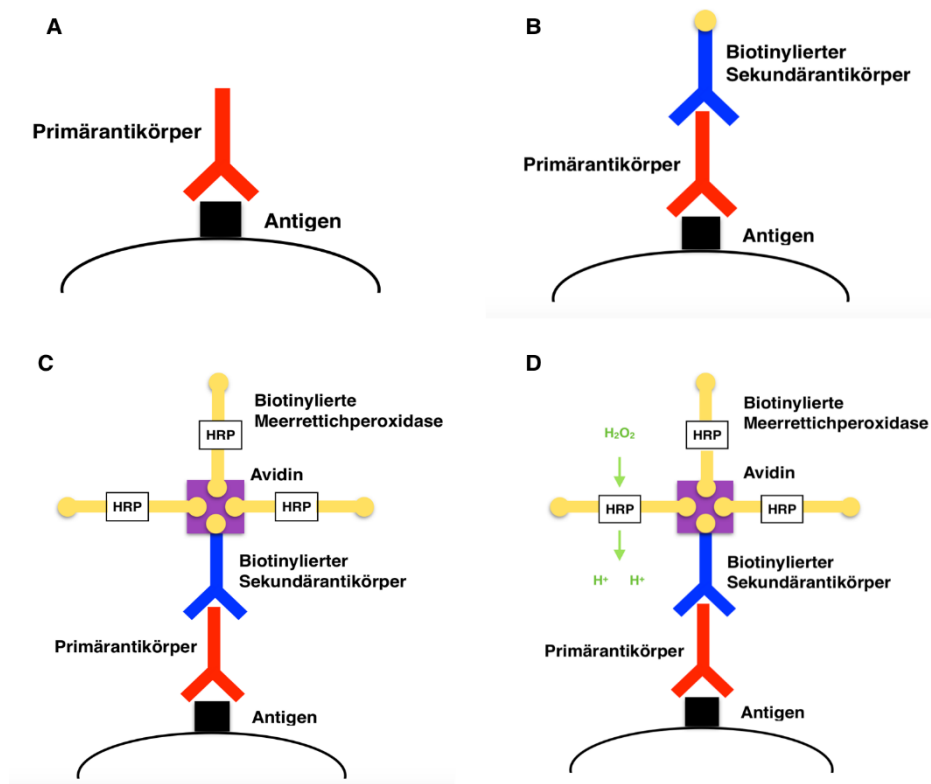 A
Primärantikörper
Antigen
B
Biotinylierter
Sekundärantikörper
Primärantikörper
Antigen
C
Biotinylierte
Meerrettichperoxidase
HRP
Avidin
HRP
HRP
Biotinylierter
Sekundärantikörper
Primärantikörper
Antigen
D
Biotinylierte
Meerrettichperoxidase
H₂O₂
HRP
Avidin
HRP
HRP
H⁺ H⁺
Biotinylierter
Sekundärantikörper
Primärantikörper
Antigen